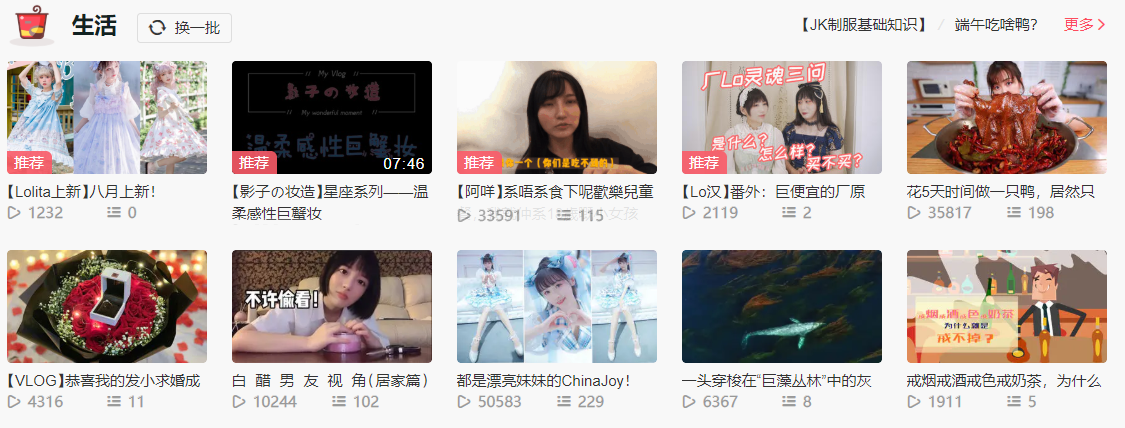 生活
换一批
【JK制服基础知识】 / 端午吃啥鸭?
更多
My Vlog
影子の妆造
My wonderful moment
温柔感性巨蟹妆
厂Lo灵魂三问
是什么?
怎么样?
买不买?
推荐
推荐
07:46
推荐
推荐
【Lolita上新】八月上新!
1232
0
【影子の妆造】星座系列——温
柔感性巨蟹妆
【阿咩】系唔系食下呢歡樂兒童
33591
115
【Lo汉】番外:巨便宜的厂原
2119
2
花5天时间做一只鸭,居然只
35817
198
不许偷看!
戒烟戒酒戒色戒奶茶
为什么就是
戒不掉?
【VLOG】恭喜我的发小求婚成
4316
11
白醋男友视角(居家篇)
10244
102
都是漂亮妹妹的ChinaJoy!
50583
229
一头穿梭在“巨藻丛林”中的灰
6367
8
戒烟戒酒戒色戒奶茶,为什么
1911
5